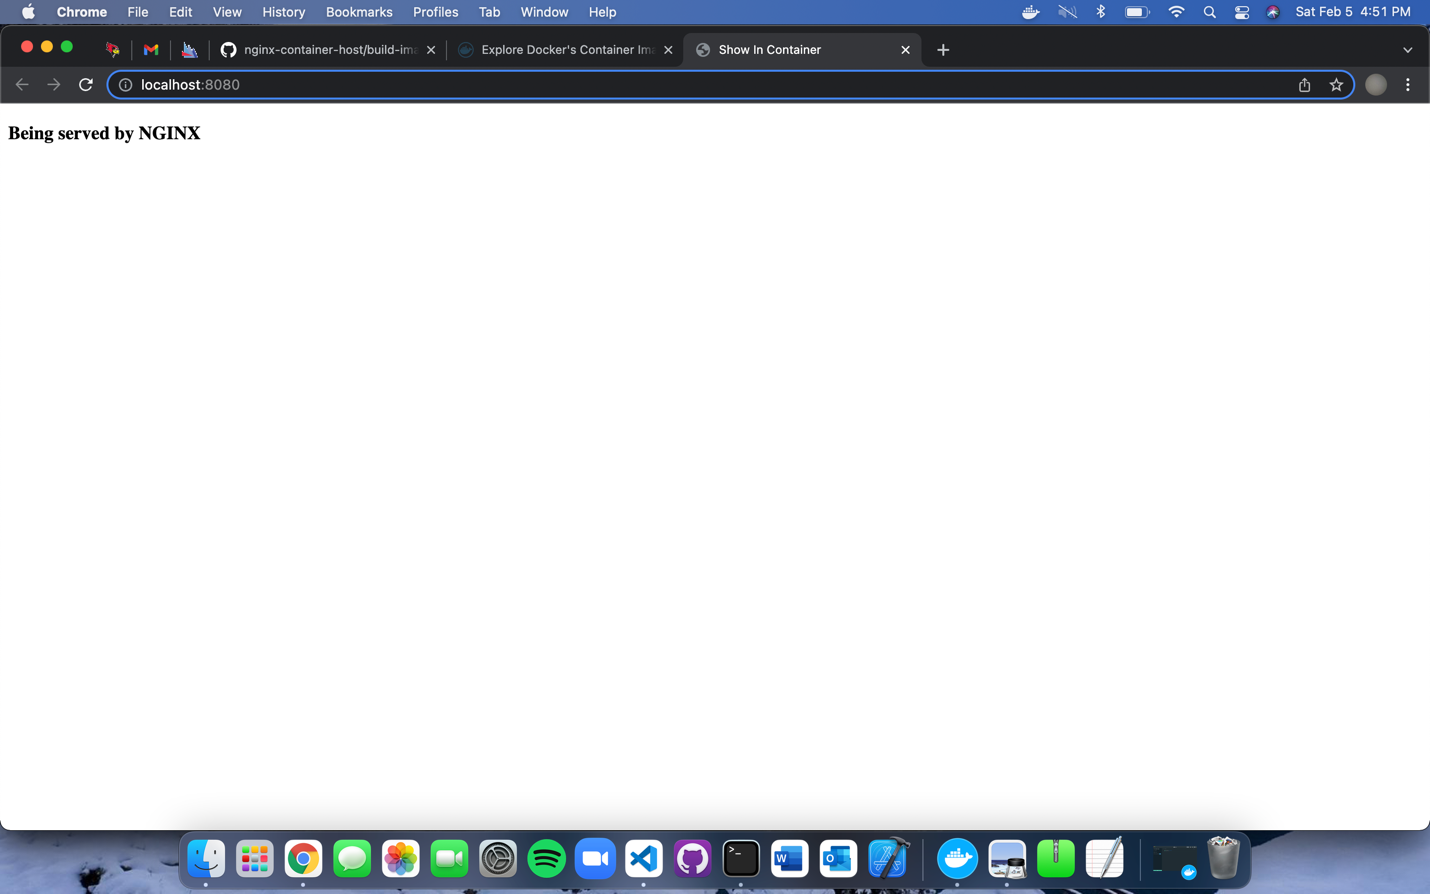 Chrome File Edit View History Bookmarks Profiles Tab Window Help Sat Feb 5 4:51 PM
nginx-container-host/build-im Explore Docker's Container Im Show In Container
localhost:8080
Being served by NGINX